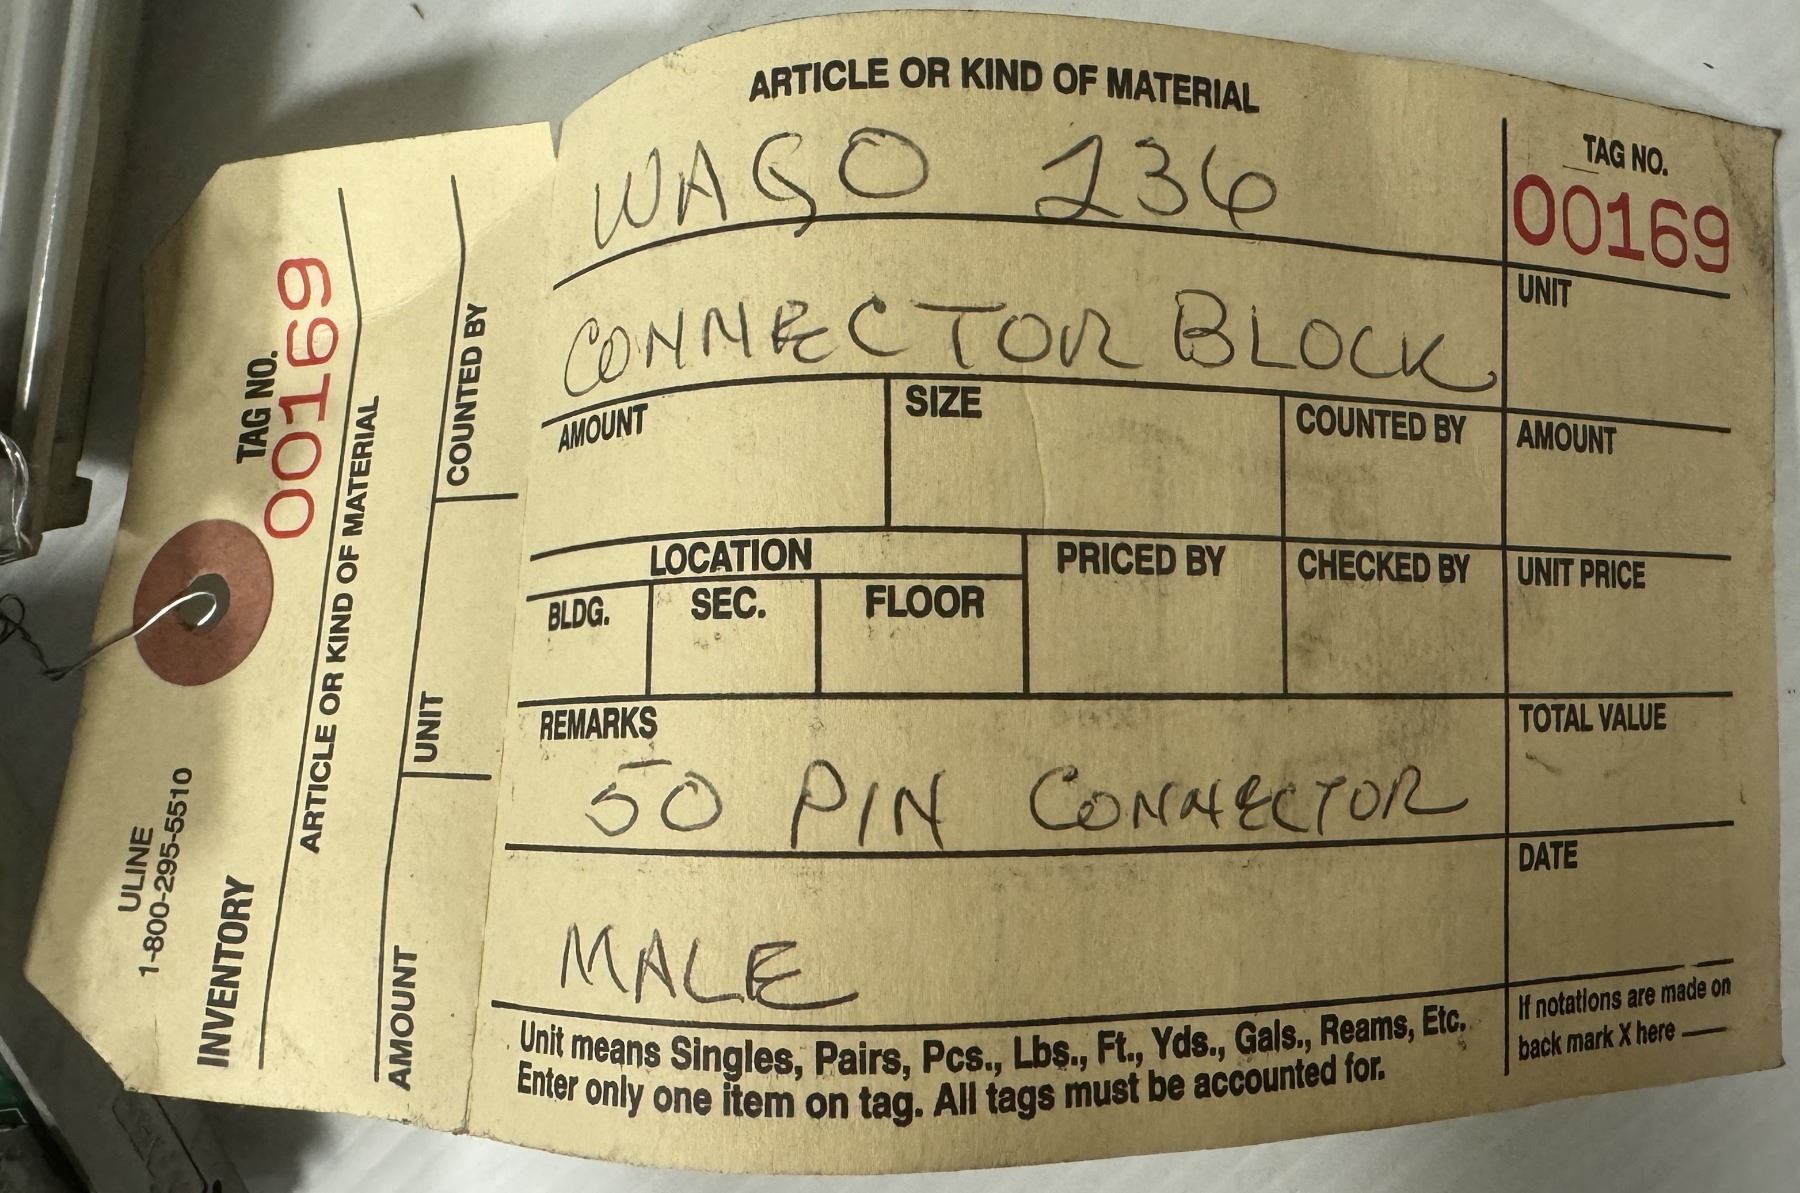 ULINE
1-800-295-5510
INVENTORY
TAG NO.
00169
ARTICLE OR KIND OF MATERIAL
AMOUNT
UNIT
COUNTED BY
ARTICLE OR KIND OF MATERIAL
WAGO 236
CONNECTOR BLOCK
TAG NO.
00169
UNIT
AMOUNT
SIZE
COUNTED BY
AMOUNT
LOCATION
BLDG.
SEC.
FLOOR
PRICED BY
CHECKED BY
UNIT PRICE
REMARKS
50 PIN CONNECTOR
MALE
TOTAL VALUE
DATE
Unit means Singles, Pairs, Pcs., Lbs., Ft., Yds., Gals., Reams, Etc.
Enter only one item on tag. All tags must be accounted for.
If notations are made on
back mark X here